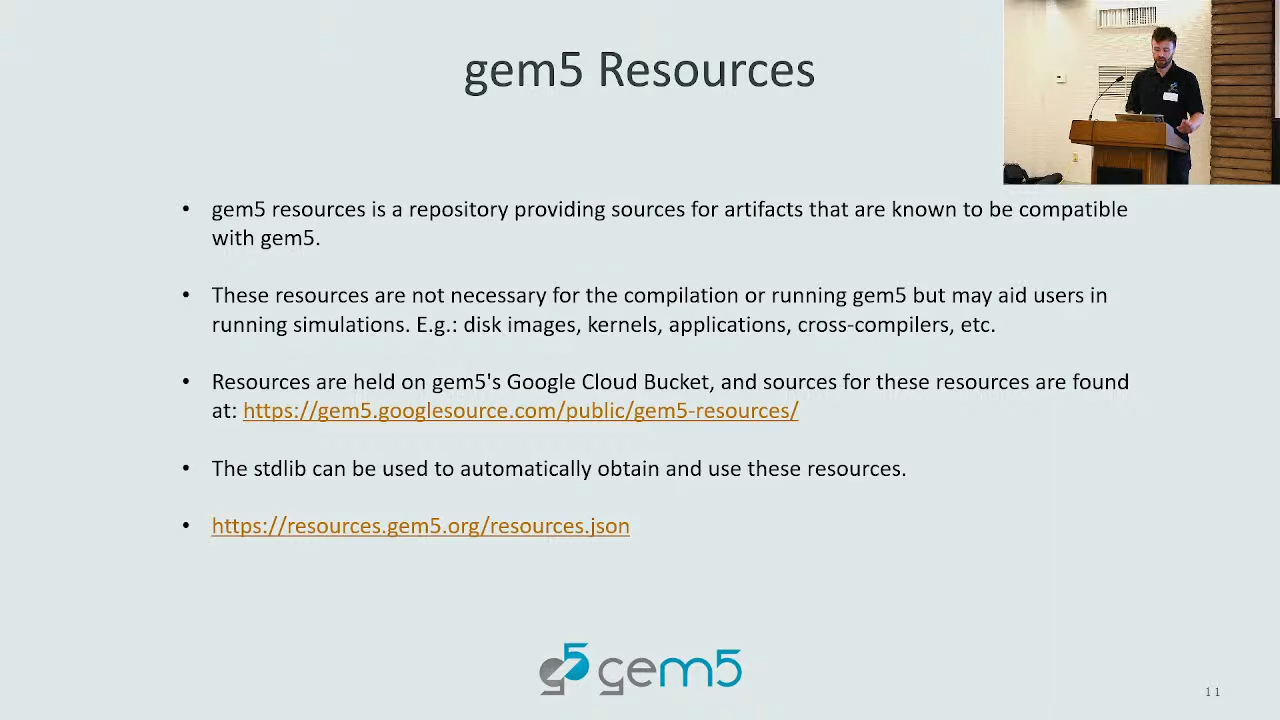 gem5 Resources
• gem5 resources is a repository providing sources for artifacts that are known to be compatible
with gem5.
• These resources are not necessary for the compilation or running gem5 but may aid users in
running simulations. E.g.: disk images, kernels, applications, cross-compilers, etc.
• Resources are held on gem5's Google Cloud Bucket, and sources for these resources are found
at: https://gem5.googlesource.com/public/gem5-resources/
• The stdlib can be used to automatically obtain and use these resources.
• https://resources.gem5.org/resources.json
g5 gem5
11